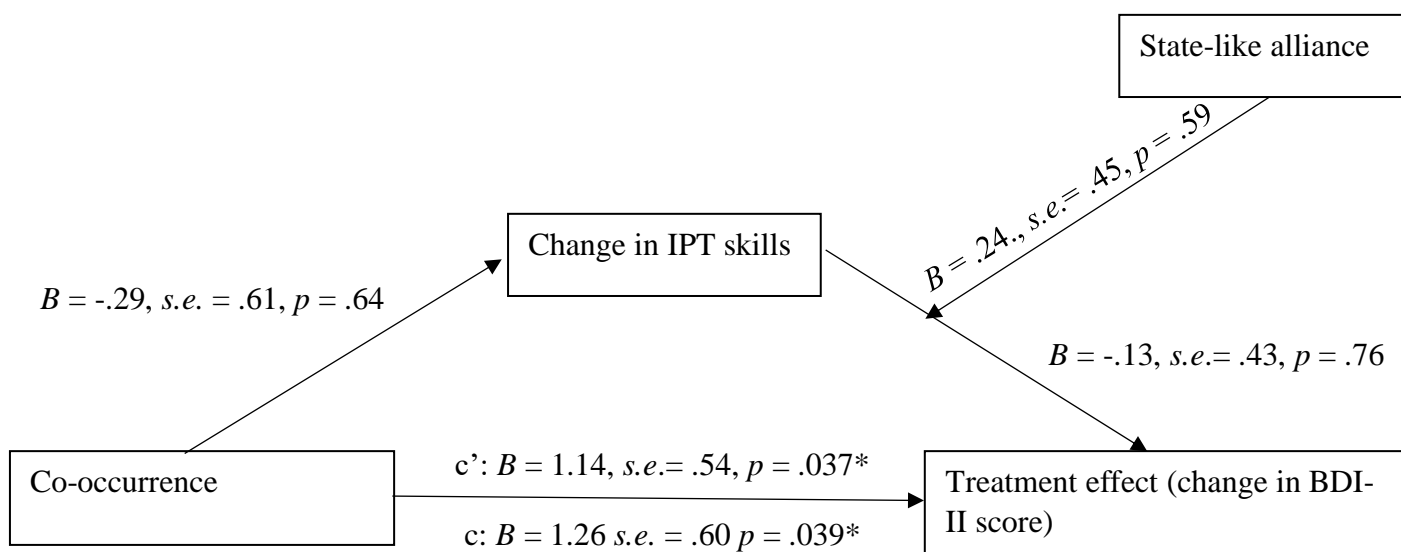 State-like alliance
B = .24., s.e.= .45, p = .59
Change in IPT skills
B = -.29, s.e. = .61, p = .64
B = -.13, s.e.= .43, p = .76
c’: B = 1.14, s.e.= .54, p = .037*
Co-occurrence
Treatment effect (change in BDI-
II score)
c: B = 1.26 s.e. = .60 p = .039*